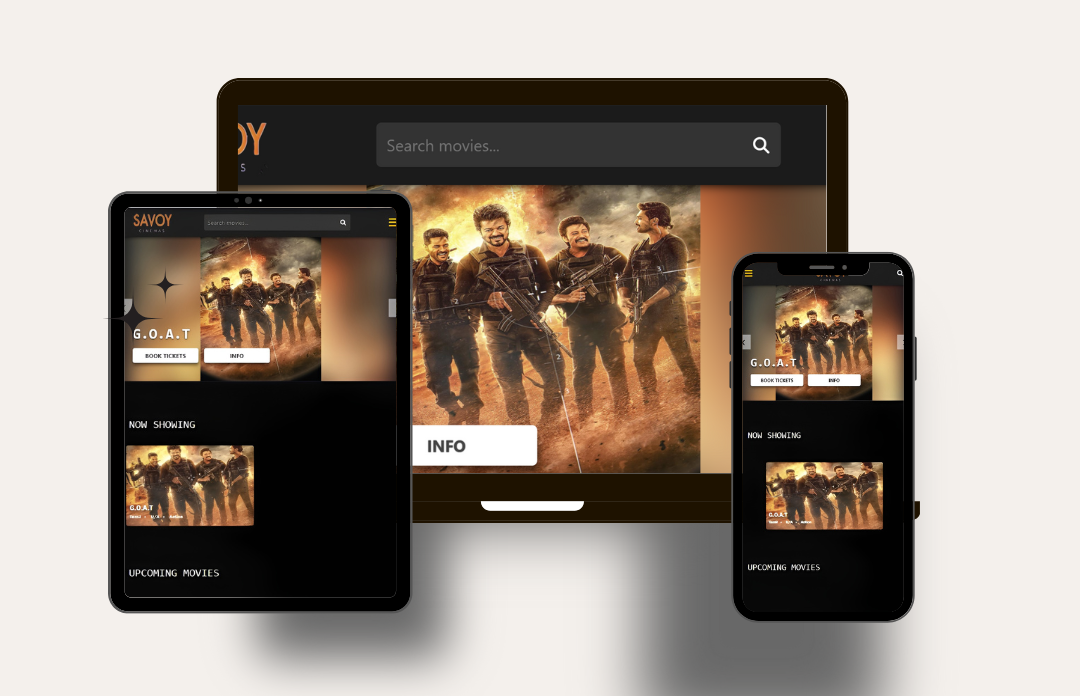 OY
S
Search movies...
INFO
SAVOY
CINEMAS
Search movies...
G.O.A.T
BOOK TICKETS
INFO
NOW SHOWING
G.O.A.T
UPCOMING MOVIES
G.O.A.T
BOOK TICKETS
INFO
NOW SHOWING
G.O.A.T
UPCOMING MOVIES